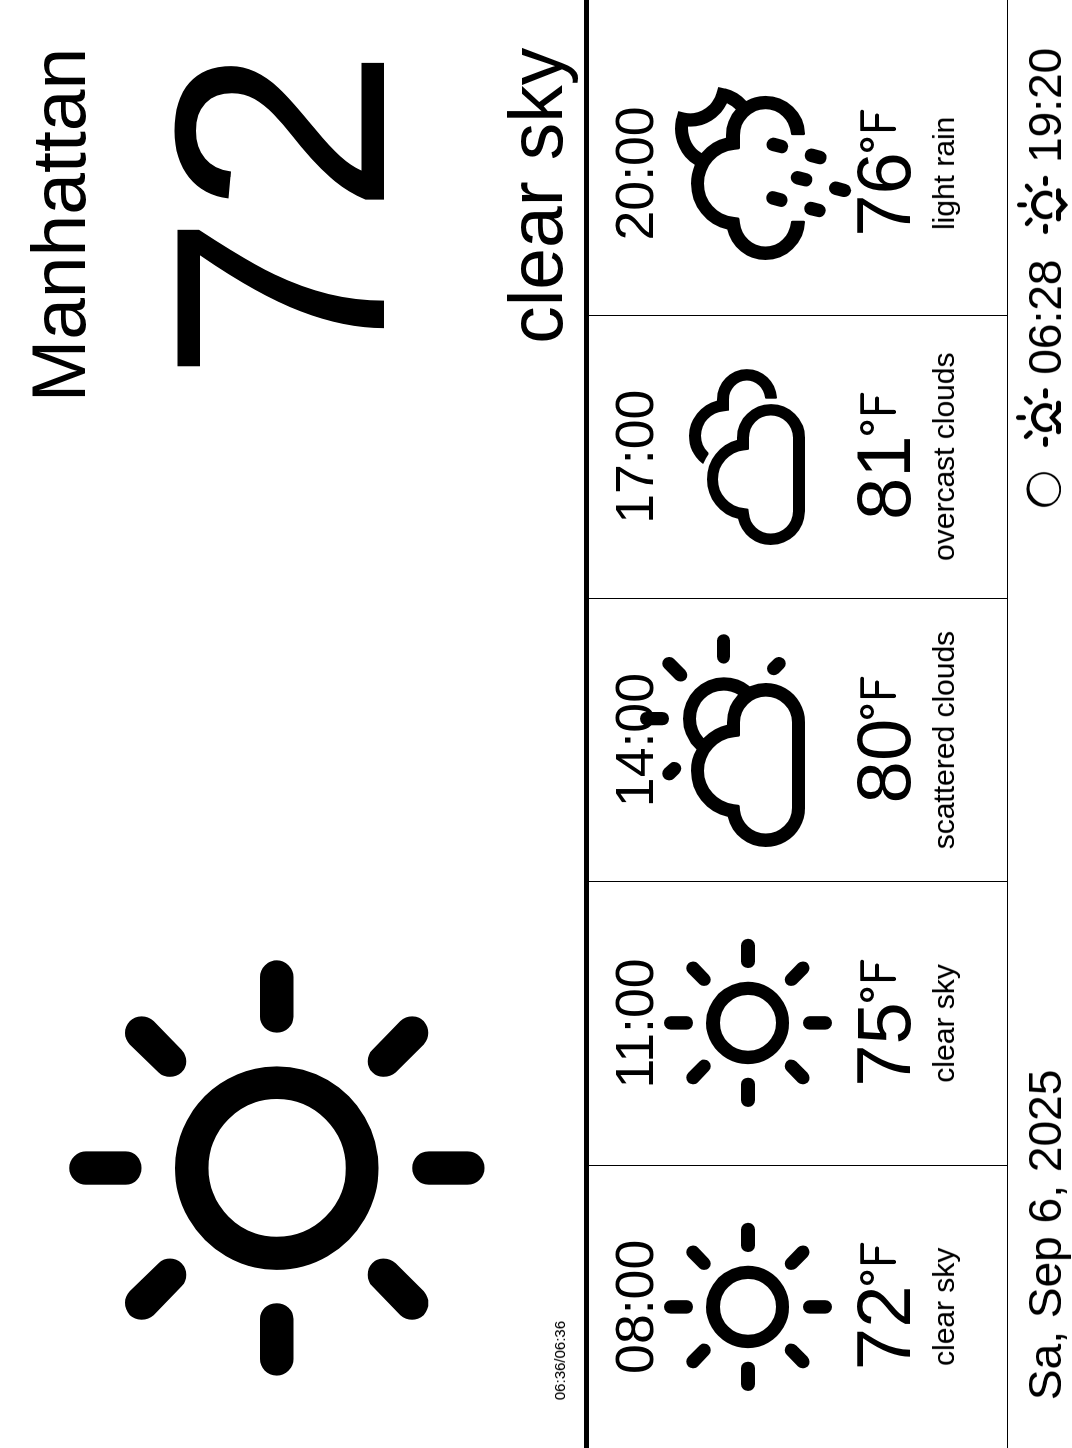 Manhattan
72
clear sky
06:36/06:36
08:00 11:00 14:00 17:00 20:00
72°F 75°F 80°F 81°F 76°F
clear sky clear sky scattered clouds overcast clouds light rain
Sa, Sep 6, 2025 06:28 19:20